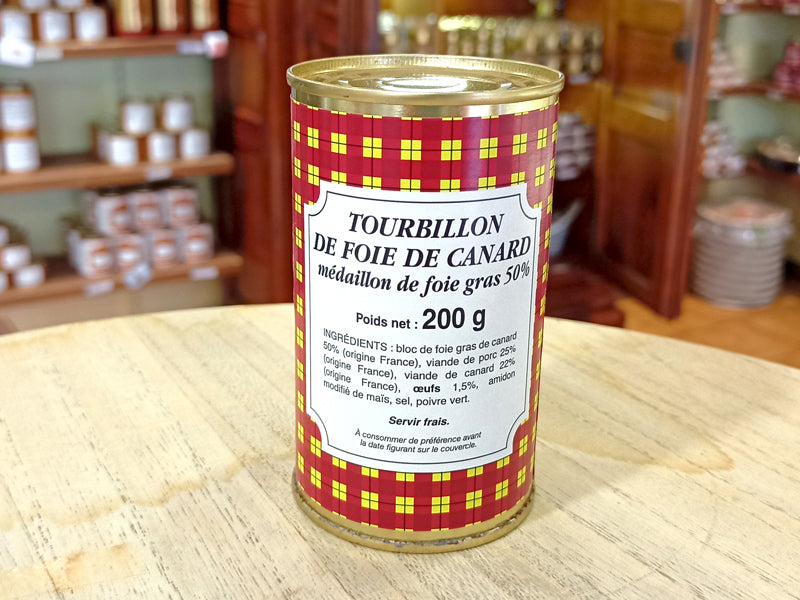 TOURBILLON
DE FOIE DE CANARD
médaillon de foie gras 50%
Poids net : 200 g
INGRÉDIENTS : bloc de foie gras de canard
50% (origine France), viande de porc 25%
(origine France), viande de canard 22%
(origine France), œufs 1,5%, amidon
modifié de maïs, sel, poivre vert.
Servir frais.
À consommer de préférence avant
la date figurant sur le couvercle.